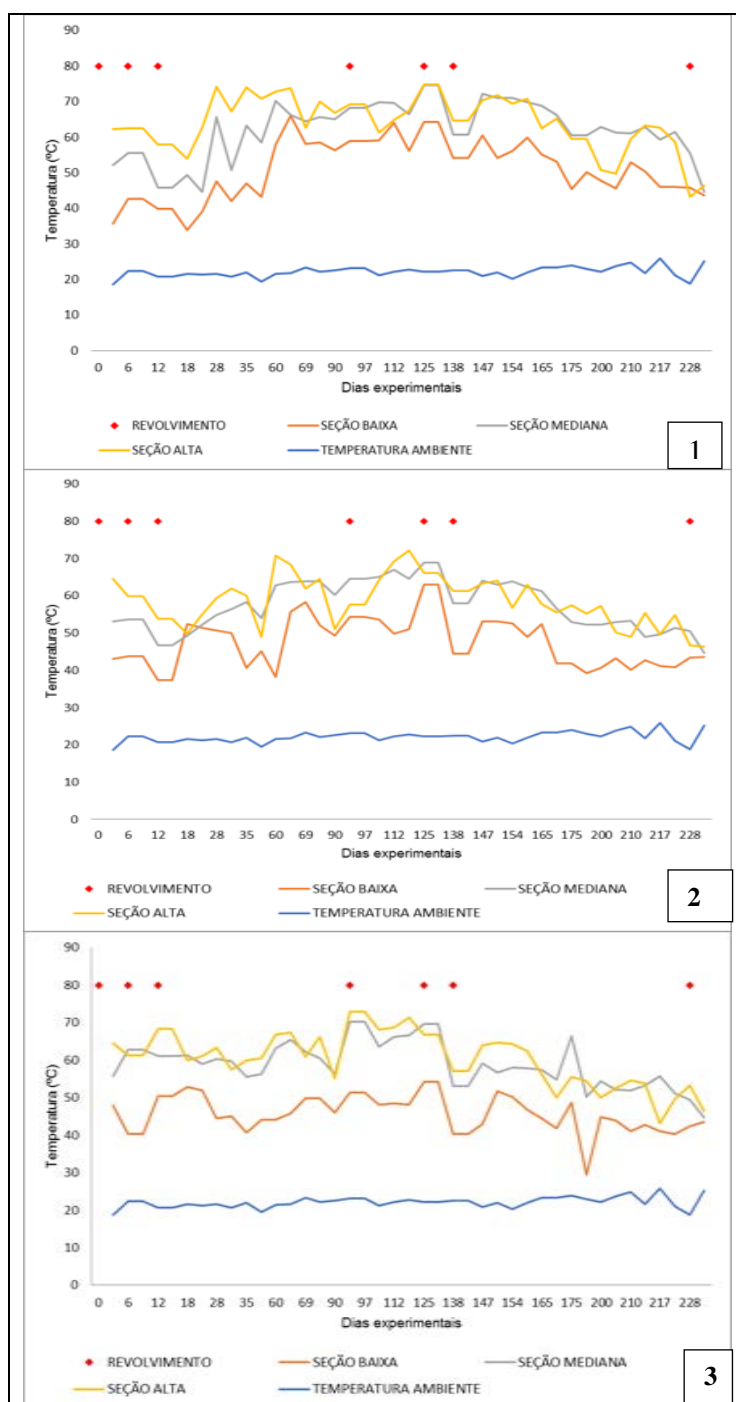 90
80
70
60
50
40
30
20
10
0
Temperatura (ºC)
0 6 12 18 28 35 60 69 90 97 112 125 138 147 154 165 175 200 210 217 228
Dias experimentais
REVOLVIMENTO SEÇÃO BAIXA SEÇÃO MEDIANA
SEÇÃO ALTA TEMPERATURA AMBIENTE
1
90
80
70
60
50
40
30
20
10
0
Temperatura (ºC)
0 6 12 18 28 35 60 69 90 97 112 125 138 147 154 165 175 200 210 217 228
Dias experimentais
REVOLVIMENTO SEÇÃO BAIXA SEÇÃO MEDIANA
SEÇÃO ALTA TEMPERATURA AMBIENTE
2
90
80
70
60
50
40
30
20
10
0
Temperatura (ºC)
0 6 12 18 28 35 60 69 90 97 112 125 138 147 154 165 175 200 210 217 228
Dias experimentais
REVOLVIMENTO SEÇÃO BAIXA SEÇÃO MEDIANA
SEÇÃO ALTA TEMPERATURA AMBIENTE
3